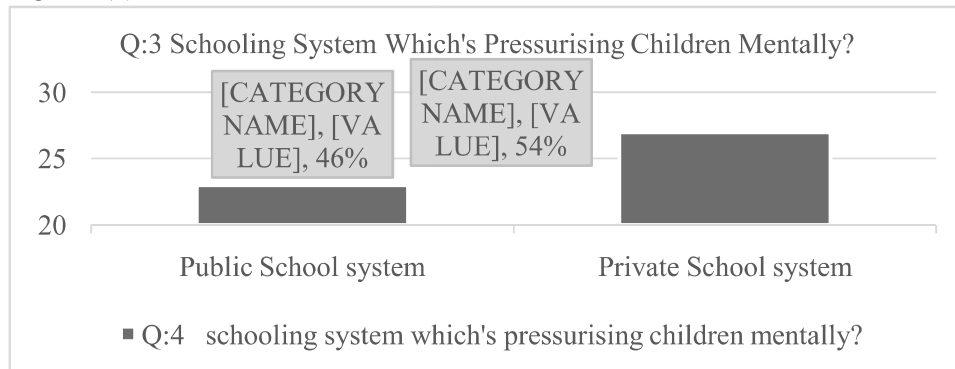 Q:3 Schooling System Which's Pressurising Children Mentally?
[CATEGORY
NAME], [VA
LUE], 46%
[CATEGORY
NAME], [VA
LUE], 54%
30
25
20
Public School system
Private School system
Q:4 schooling system which's pressurising children mentally?